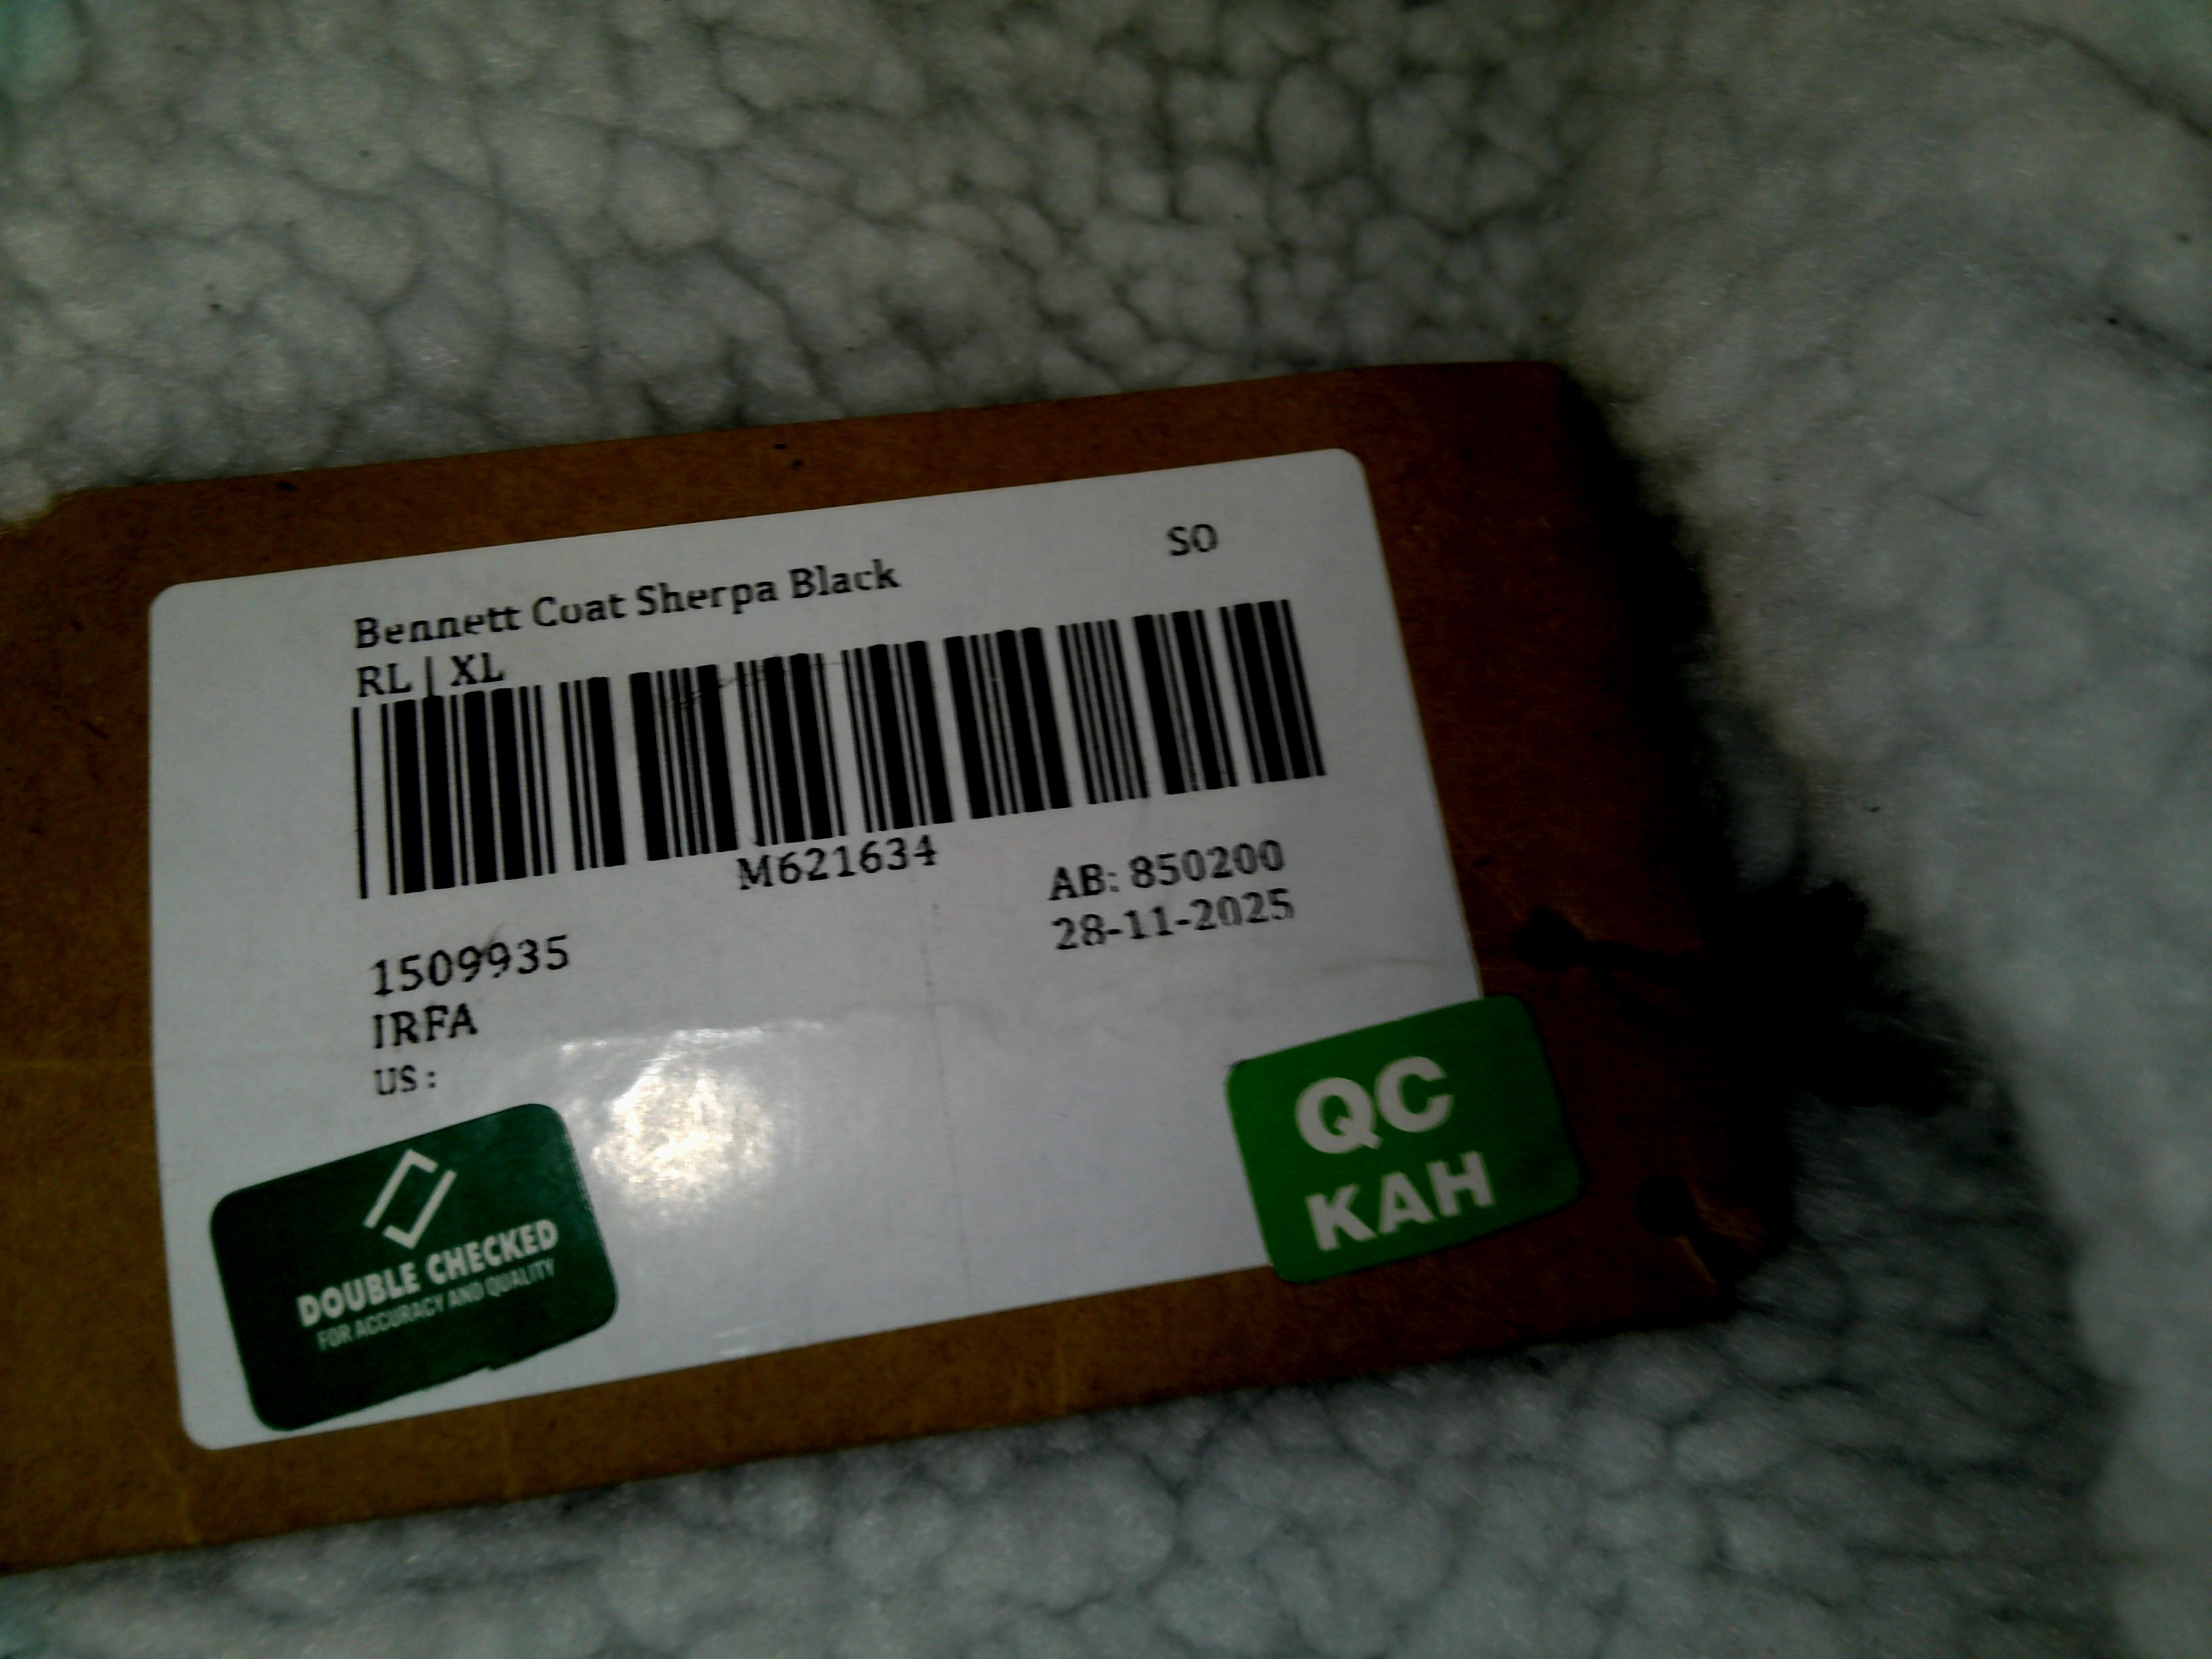 Bennett Coat Sherpa Black
SO
RL | XL
M621634
AB: 850200
28-11-2025
1509935
IRFA
US :
DOUBLE CHECKED
FOR ACCURACY AND QUALITY
QC
KAH